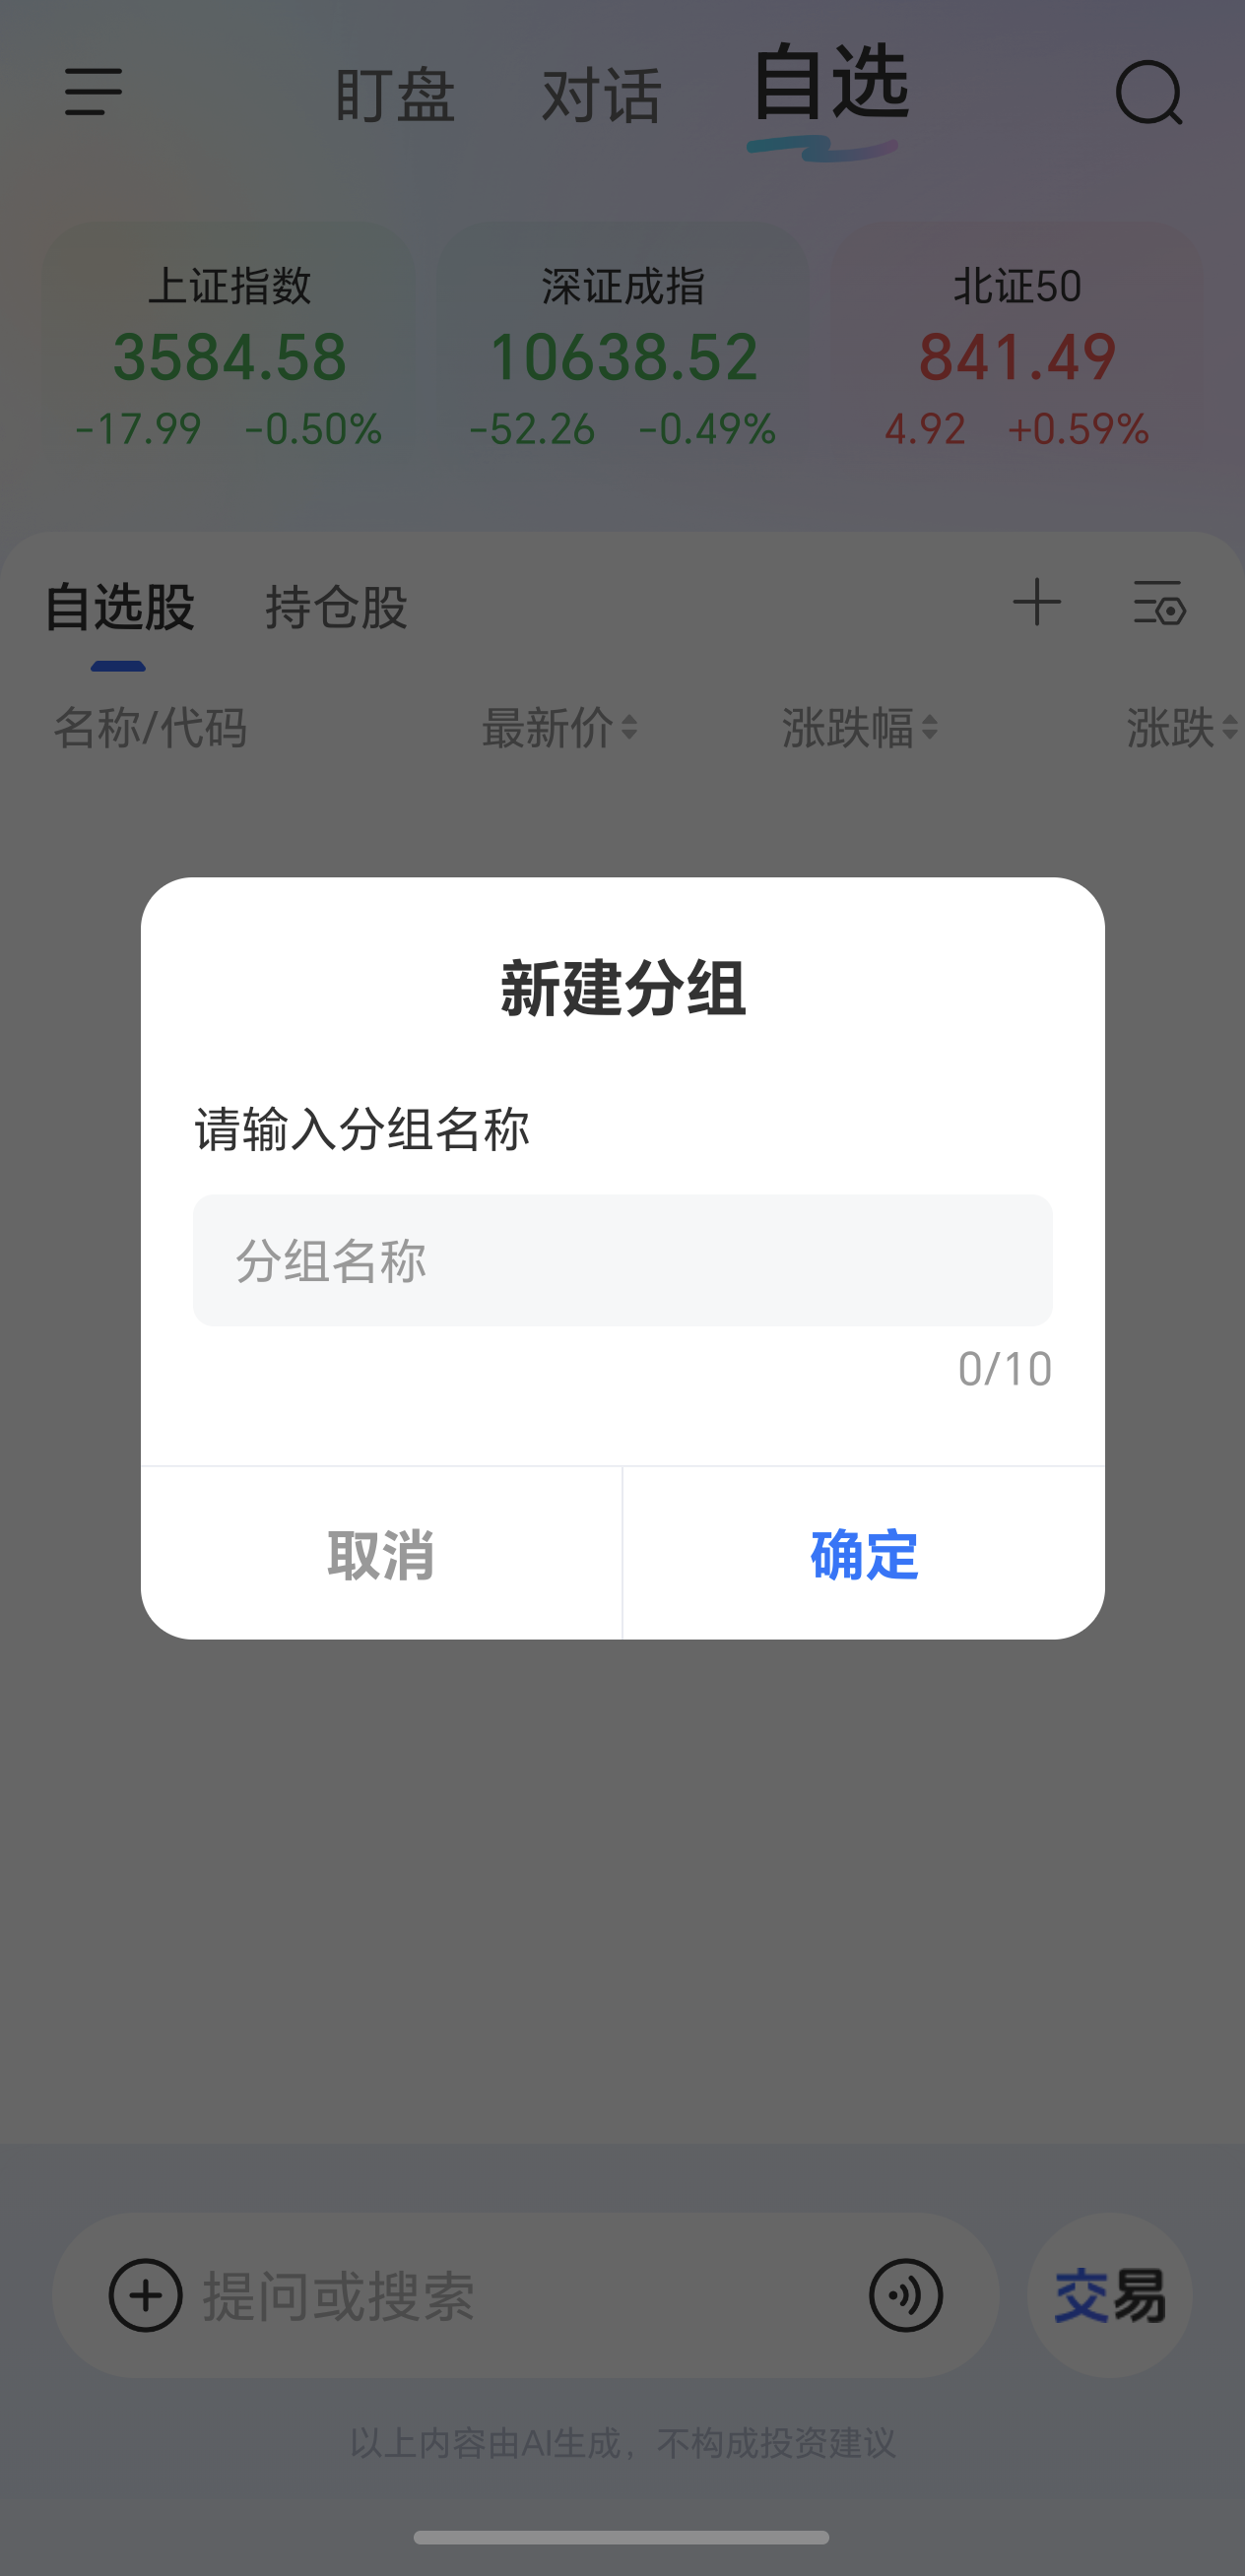 盯盘 对话 自选
上证指数 深证成指 北证50
3584.58 10638.52 841.49
-17.99 -0.50% -52.26 -0.49% 4.92 +0.59%
自选股 持仓股
名称/代码 最新价 涨跌幅 涨跌
新建分组
请输入分组名称
分组名称
0/10
取消 确定
提问或搜索 交易
以上内容由AI生成，不构成投资建议